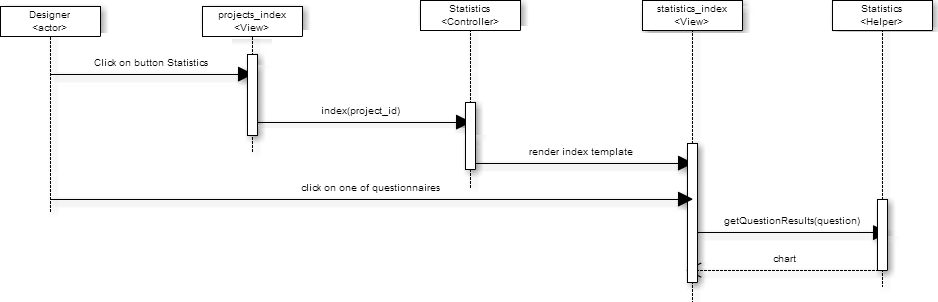 Designer
<actor>
projects_index
<View>
Statistics
<Controller>
statistics_index
<View>
Statistics
<Helper>
Click on button Statistics
index(project_id)
render index template
click on one of questionnaires
getQuestionResults(question)
chart